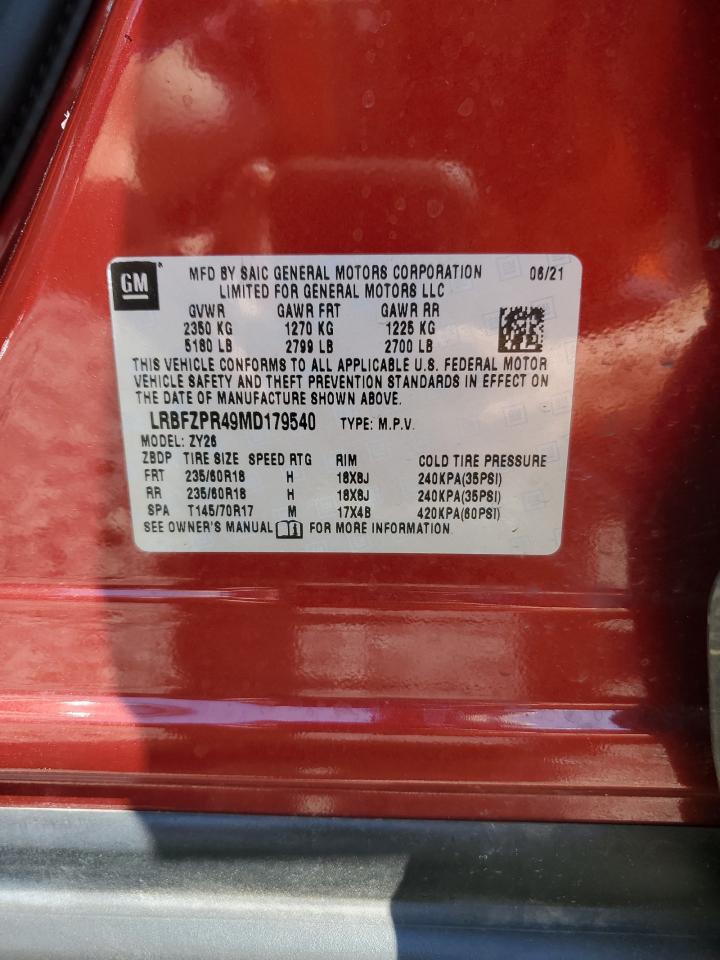 GM
MFD BY SAIC GENERAL MOTORS CORPORATION 06/21
LIMITED FOR GENERAL MOTORS LLC
GVWR GAWR FRT GAWR RR
2350 KG 1270 KG 1225 KG
5180 LB 2799 LB 2700 LB
THIS VEHICLE CONFORMS TO ALL APPLICABLE U.S. FEDERAL MOTOR
VEHICLE SAFETY AND THEFT PREVENTION STANDARDS IN EFFECT ON
THE DATE OF MANUFACTURE SHOWN ABOVE.
LRBFZPR49MD179540 TYPE: M.P.V.
MODEL: ZY26
ZBDP TIRE SIZE SPEED RTG RIM COLD TIRE PRESSURE
FRT 235/60R18 H 18X8J 240KPA(35PSI)
RR 235/60R18 H 18X8J 240KPA(35PSI)
SPA T145/70R17 M 17X4B 420KPA(60PSI)
SEE OWNER'S MANUAL FOR MORE INFORMATION